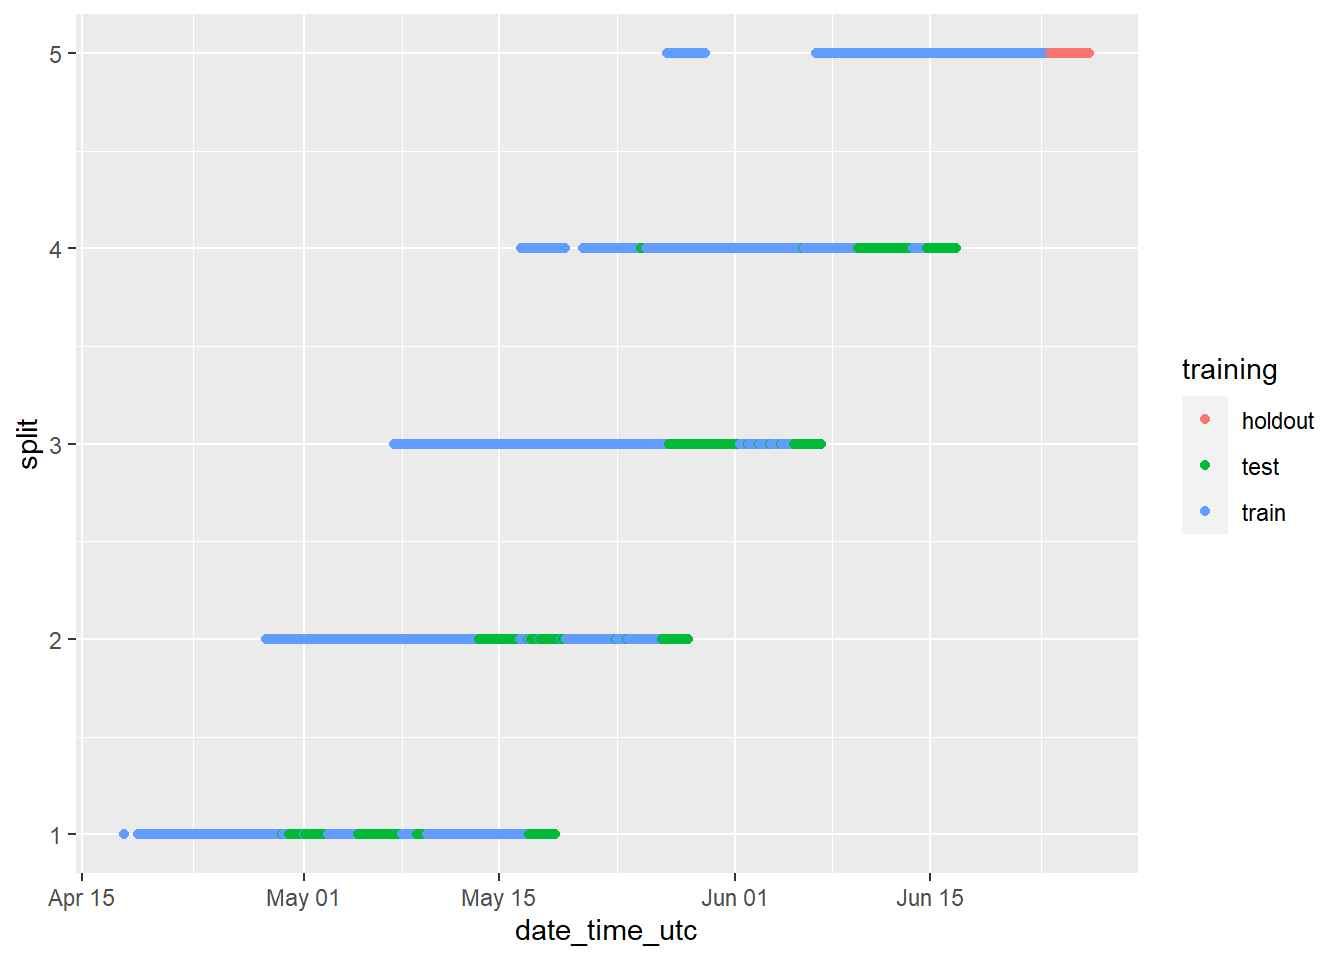 5
4
3
2
1
split
Apr 15
May 01
May 15
Jun 01
Jun 15
date_time_utc
training
holdout
test
train